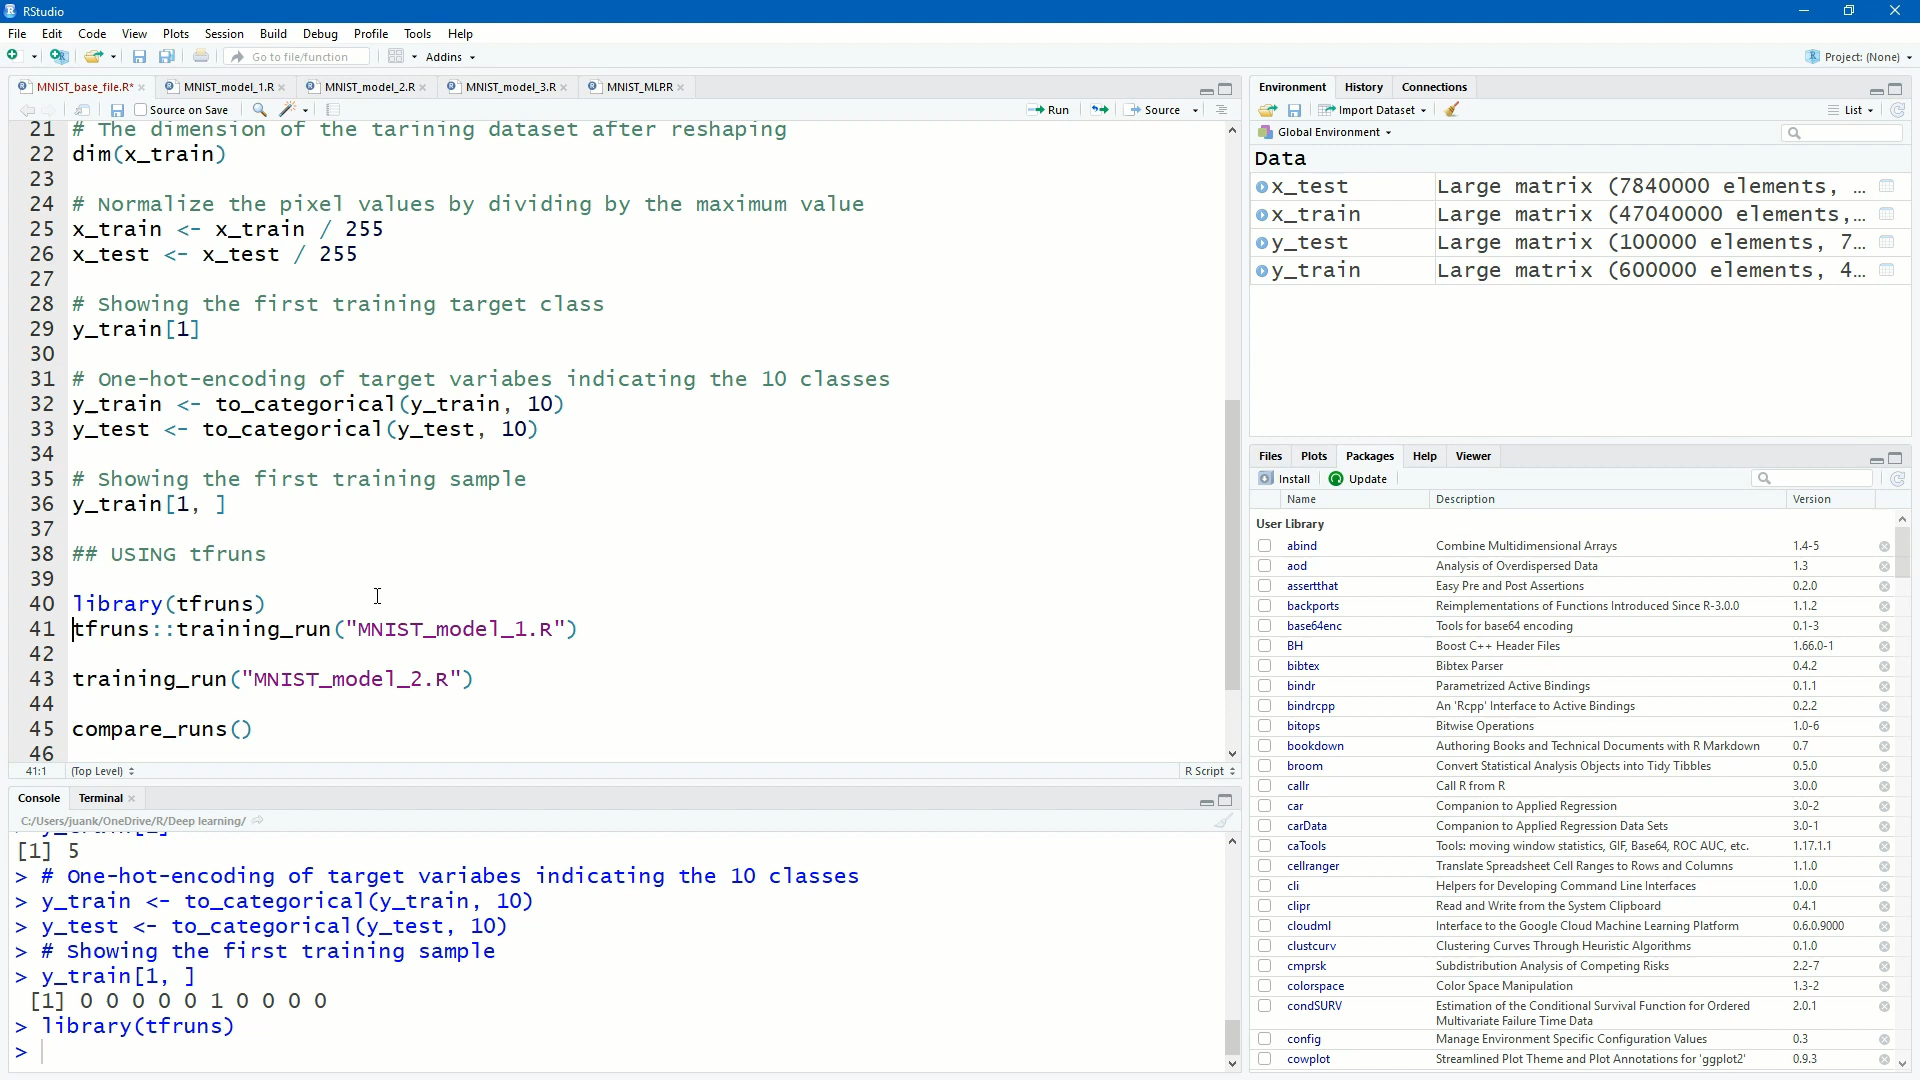 RStudio
File Edit Code View Plots Session Build Debug Profile Tools Help
Go to file/function Addins Project: (None)
MNIST_base_file.R* MNIST_model_1.R MNIST_model_2.R MNIST_model_3.R MNIST_MLRR
Source on Save Run Source
21 # The dimension of the tarining dataset after reshaping
22 dim(x_train)
23
24 # Normalize the pixel values by dividing by the maximum value
25 x_train <- x_train / 255
26 x_test <- x_test / 255
27
28 # Showing the first training target class
29 y_train[1]
30
31 # One-hot-encoding of target variabes indicating the 10 classes
32 y_train <- to_categorical(y_train, 10)
33 y_test <- to_categorical(y_test, 10)
34
35 # Showing the first training sample
36 y_train[1, ]
37
38 ## USING tfruns
39
40 library(tfruns)
41 tfruns::training_run("MNIST_model_1.R")
42
43 training_run("MNIST_model_2.R")
44
45 compare_runs()
46
41:1 (Top Level) R Script
Console Terminal
C:/Users/juank/OneDrive/R/Deep learning/
[1] 5
> # One-hot-encoding of target variabes indicating the 10 classes
> y_train <- to_categorical(y_train, 10)
> y_test <- to_categorical(y_test, 10)
> # Showing the first training sample
> y_train[1, ]
[1] 0 0 0 0 0 1 0 0 0 0
> library(tfruns)
>
Environment History Connections
Import Dataset List
Global Environment
Data
x_test Large matrix (7840000 elements, ...
x_train Large matrix (47040000 elements,...
y_test Large matrix (100000 elements, 7...
y_train Large matrix (600000 elements, 4...
Files Plots Packages Help Viewer
Install Update
Name Description Version
User Library
abind Combine Multidimensional Arrays 1.4-5
aod Analysis of Overdispersed Data 1.3
assertthat Easy Pre and Post Assertions 0.2.0
backports Reimplementations of Functions Introduced Since R-3.0.0 1.1.2
base64enc Tools for base64 encoding 0.1-3
BH Boost C++ Header Files 1.66.0-1
bibtex Bibtex Parser 0.4.2
bindr Parametrized Active Bindings 0.1.1
bindrcpp An 'Rcpp' Interface to Active Bindings 0.2.2
bitops Bitwise Operations 1.0-6
bookdown Authoring Books and Technical Documents with R Markdown 0.7
broom Convert Statistical Analysis Objects into Tidy Tibbles 0.5.0
callr Call R from R 3.0.0
car Companion to Applied Regression 3.0-2
carData Companion to Applied Regression Data Sets 3.0-1
caTools Tools: moving window statistics, GIF, Base64, ROC AUC, etc. 1.17.1.1
cellranger Translate Spreadsheet Cell Ranges to Rows and Columns 1.1.0
cli Helpers for Developing Command Line Interfaces 1.0.0
clipr Read and Write from the System Clipboard 0.4.1
cloudml Interface to the Google Cloud Machine Learning Platform 0.6.0.9000
clustcurv Clustering Curves Through Heuristic Algorithms 0.1.0
cmprsk Subdistribution Analysis of Competing Risks 2.2-7
colorspace Color Space Manipulation 1.3-2
condSURV Estimation of the Conditional Survival Function for Ordered 2.0.1
Multivariate Failure Time Data
config Manage Environment Specific Configuration Values 0.3
cowplot Streamlined Plot Theme and Plot Annotations for 'ggplot2' 0.9.3